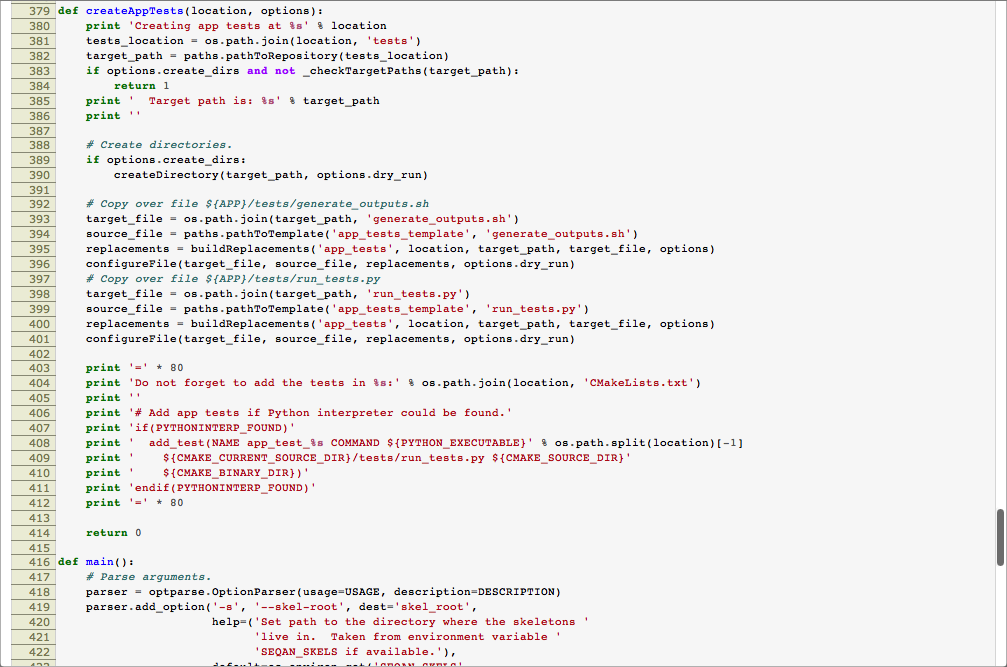 379 def createAppTests(location, options):
380     print 'Creating app tests at %s' % location
381     tests_location = os.path.join(location, 'tests')
382     target_path = paths.pathToRepository(tests_location)
383     if options.create_dirs and not _checkTargetPaths(target_path):
384         return 1
385     print '  Target path is: %s' % target_path
386     print ''
387
388     # Create directories.
389     if options.create_dirs:
390         createDirectory(target_path, options.dry_run)
391
392     # Copy over file ${APP}/tests/generate_outputs.sh
393     target_file = os.path.join(target_path, 'generate_outputs.sh')
394     source_file = paths.pathToTemplate('app_tests_template', 'generate_outputs.sh')
395     replacements = buildReplacements('app_tests', location, target_path, target_file, options)
396     configureFile(target_file, source_file, replacements, options.dry_run)
397     # Copy over file ${APP}/tests/run_tests.py
398     target_file = os.path.join(target_path, 'run_tests.py')
399     source_file = paths.pathToTemplate('app_tests_template', 'run_tests.py')
400     replacements = buildReplacements('app_tests', location, target_path, target_file, options)
401     configureFile(target_file, source_file, replacements, options.dry_run)
402
403     print '=' * 80
404     print 'Do not forget to add the tests in %s:' % os.path.join(location, 'CMakeLists.txt')
405     print ''
406     print '# Add app tests if Python interpreter could be found.'
407     print 'if(PYTHONINTERP_FOUND)'
408     print '  add_test(NAME app_test_%s COMMAND ${PYTHON_EXECUTABLE}' % os.path.split(location)[-1]
409     print '    ${CMAKE_CURRENT_SOURCE_DIR}/tests/run_tests.py ${CMAKE_SOURCE_DIR}'
410     print '    ${CMAKE_BINARY_DIR})'
411     print 'endif(PYTHONINTERP_FOUND)'
412     print '=' * 80
413
414     return 0
415
416 def main():
417     # Parse arguments.
418     parser = optparse.OptionParser(usage=USAGE, description=DESCRIPTION)
419     parser.add_option('-s', '--skel-root', dest='skel_root',
420                       help=('Set path to the directory where the skeletons '
421                             'live in.  Taken from environment variable '
422                             'SEQAN_SKELS if available.'),
423                       default=os.environ.get('SEQAN_SKELS',